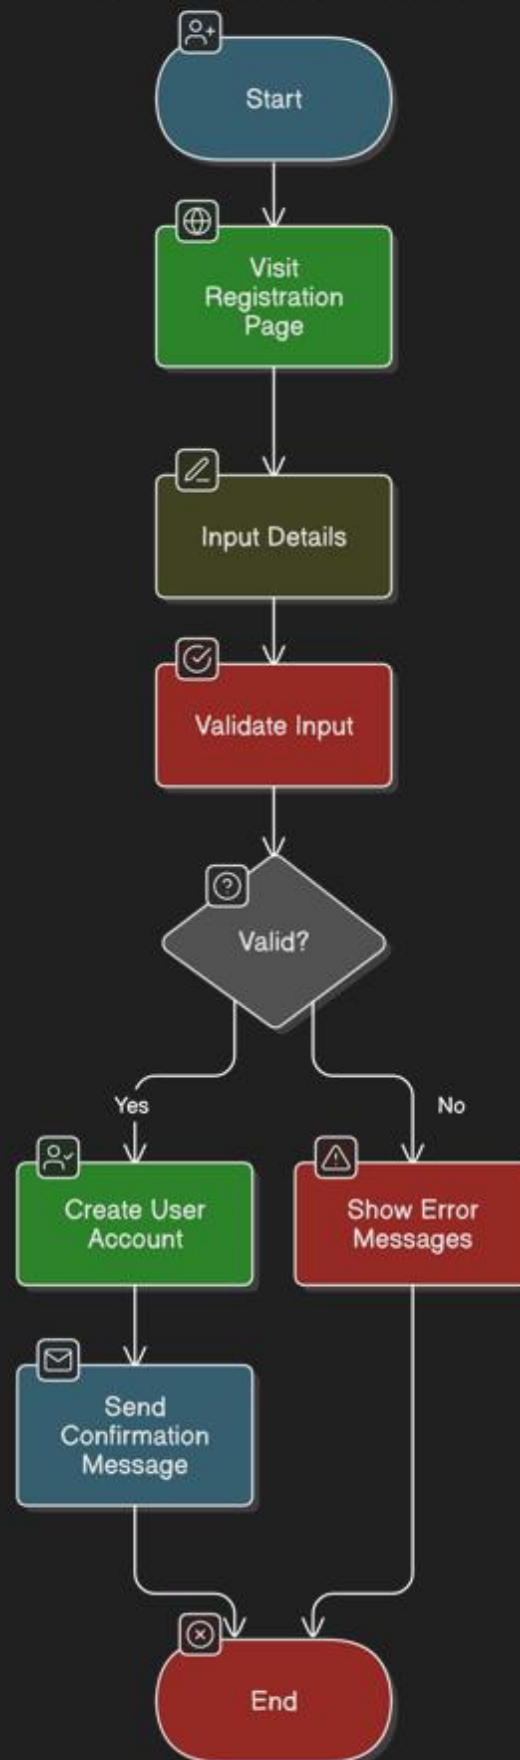 Start
Visit
Registration
Page
Input Details
Validate Input
Valid?
Yes
No
Create User
Account
Show Error
Messages
Send
Confirmation
Message
End